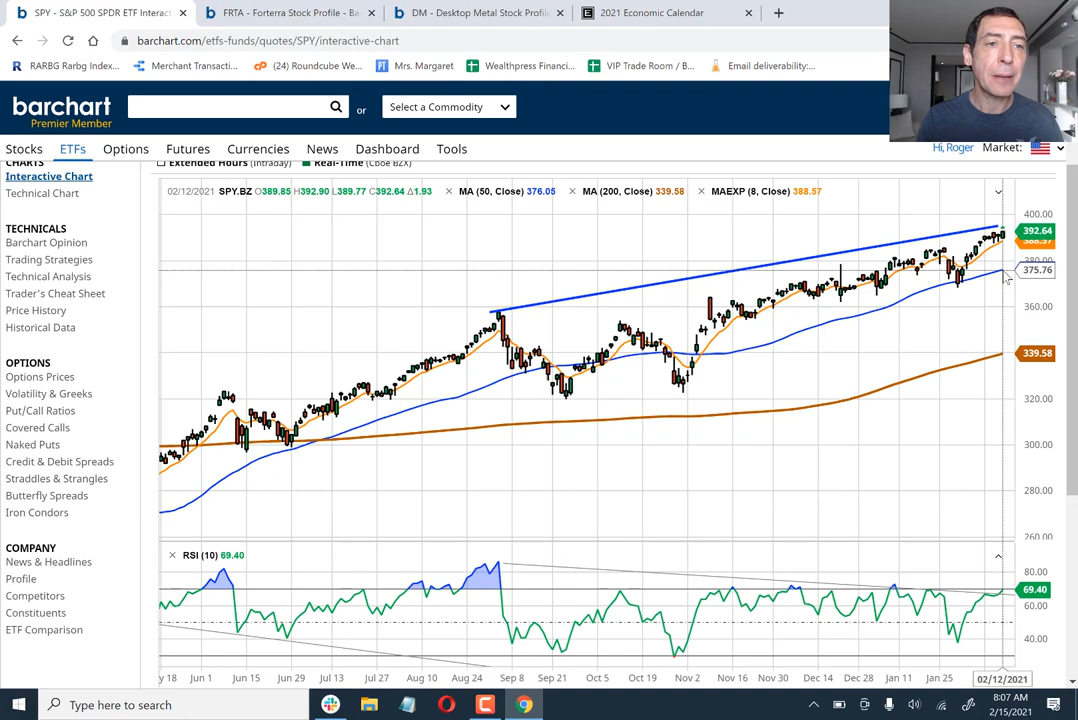 SPY - S&P 500 SPDR ETF Interact
FRTA - Forterra Stock Profile - Ba
DM - Desktop Metal Stock Profil
2021 Economic Calendar
barchart.com/etfs-funds/quotes/SPY/interactive-chart
RARBG Rarbg Index...
Merchant Transacti...
(24) Roundcube We...
Mrs. Margaret
Wealthpress Financi...
VIP Trade Room / B...
Email deliverability:...
barchart
Premier Member
or
Select a Commodity
Stocks
ETFs
Options
Futures
Currencies
News
Dashboard
Tools
Hi, Roger
Market:
CHARTS
Interactive Chart
Technical Chart
TECHNICALS
Barchart Opinion
Trading Strategies
Technical Analysis
Trader's Cheat Sheet
Price History
Historical Data
OPTIONS
Options Prices
Volatility & Greeks
Put/Call Ratios
Covered Calls
Naked Puts
Credit & Debit Spreads
Straddles & Strangles
Butterfly Spreads
Iron Condors
COMPANY
News & Headlines
Profile
Competitors
Constituents
ETF Comparison
Extended Hours (Intraday)
Real-Time (Cboe BZX)
02/12/2021 SPY.BZ O389.85 H392.90 L389.77 C392.64 Δ1.93
MA (50, Close) 376.05
MA (200, Close) 339.58
MAEXP (8, Close) 388.57
400.00
392.64
388.57
380.00
375.76
360.00
339.58
320.00
300.00
280.00
260.00
RSI (10) 69.40
80.00
69.40
60.00
40.00
y 18
Jun 1
Jun 15
Jun 29
Jul 13
Jul 27
Aug 10
Aug 24
Sep 8
Sep 21
Oct 5
Oct 19
Nov 2
Nov 16
Nov 30
Dec 14
Dec 28
Jan 11
Jan 25
02/12/2021
Type here to search
8:07 AM
2/15/2021